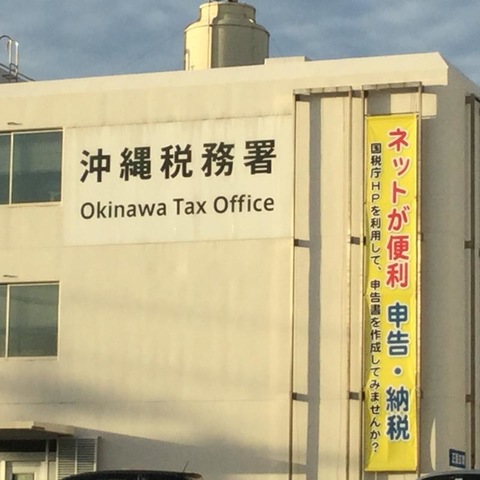 沖縄税務署
Okinawa Tax Office
ネットが便利 申告・納税
国税庁HPを利用して、申告書を作成してみませんか?